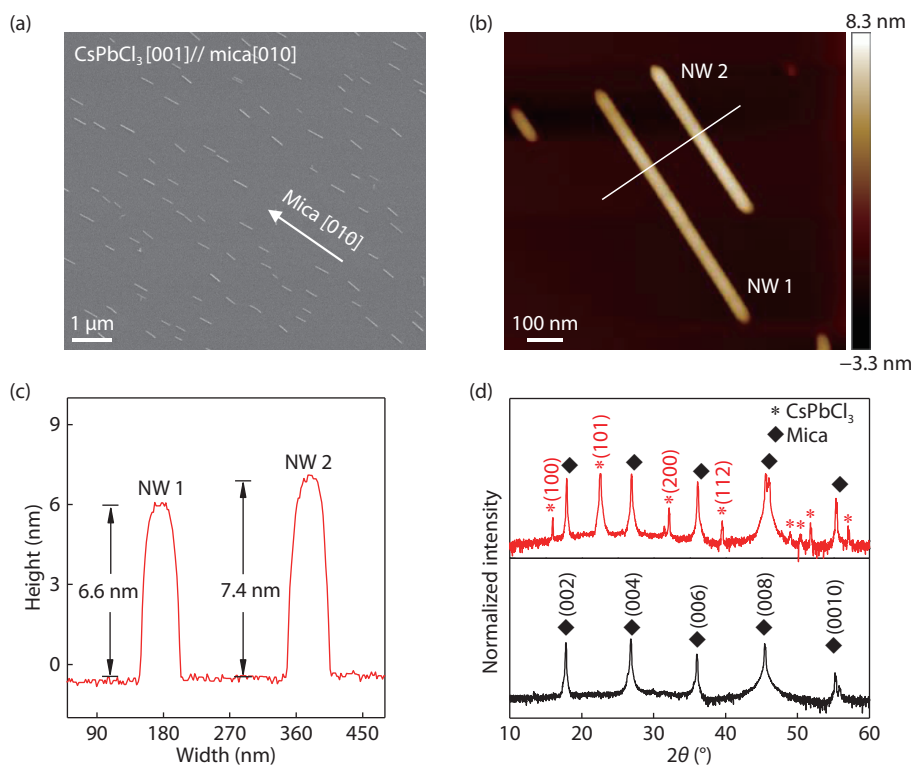 (a)
CsPbCl₃ [001]// mica[010]
Mica [010]
1 μm
(b)
NW 2
NW 1
100 nm
8.3 nm
−3.3 nm
(c)
9
6
3
0
Height (nm)
NW 1
NW 2
6.6 nm
7.4 nm
90 180 270 360 450
Width (nm)
(d)
* CsPbCl₃
◆ Mica
*(100)
*(101)
*(200)
*(112)
* * * *
Normalized intensity
◆(002)
◆(004)
◆(006)
◆(008)
◆(0010)
10 20 30 40 50 60
2θ (°)